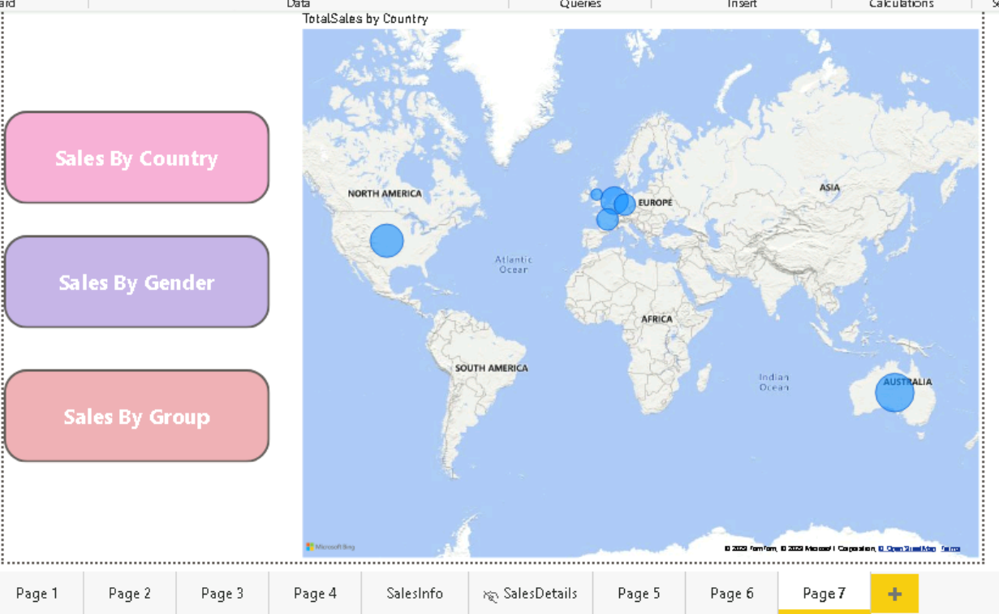 ard
Data
Queries
Insert
Calculations
TotalSales by Country
Sales By Country
Sales By Gender
Sales By Group
NORTH AMERICA
EUROPE
ASIA
Atlantic
Ocean
AFRICA
SOUTH AMERICA
Indian
Ocean
AUSTRALIA
Microsoft Bing
© 2023 TomTom, © 2023 Microsoft Corporation, © OpenStreetMap Terms
Page 1
Page 2
Page 3
Page 4
SalesInfo
SalesDetails
Page 5
Page 6
Page 7
+